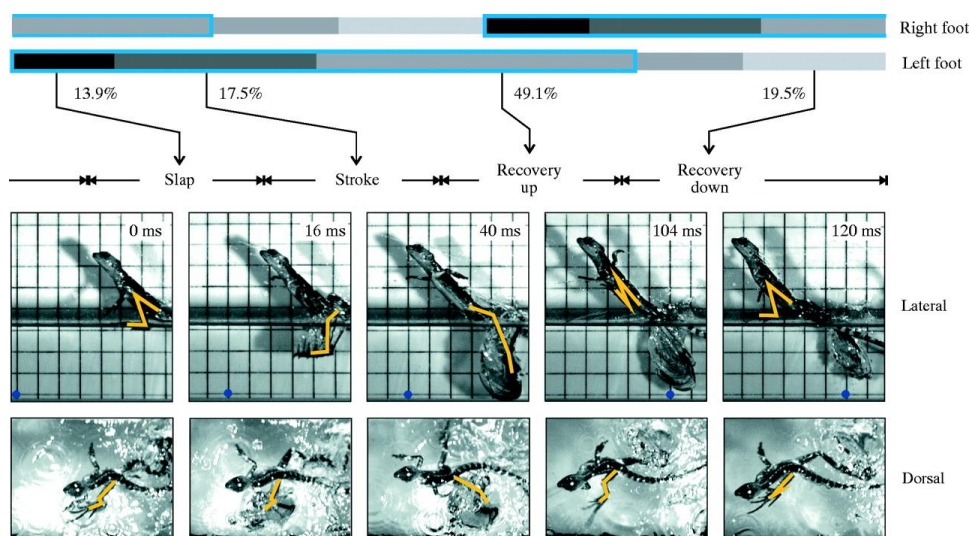 Right foot
Left foot
13.9%
17.5%
49.1%
19.5%
Slap
Stroke
Recovery
up
Recovery
down
0 ms
16 ms
40 ms
104 ms
120 ms
Lateral
Dorsal